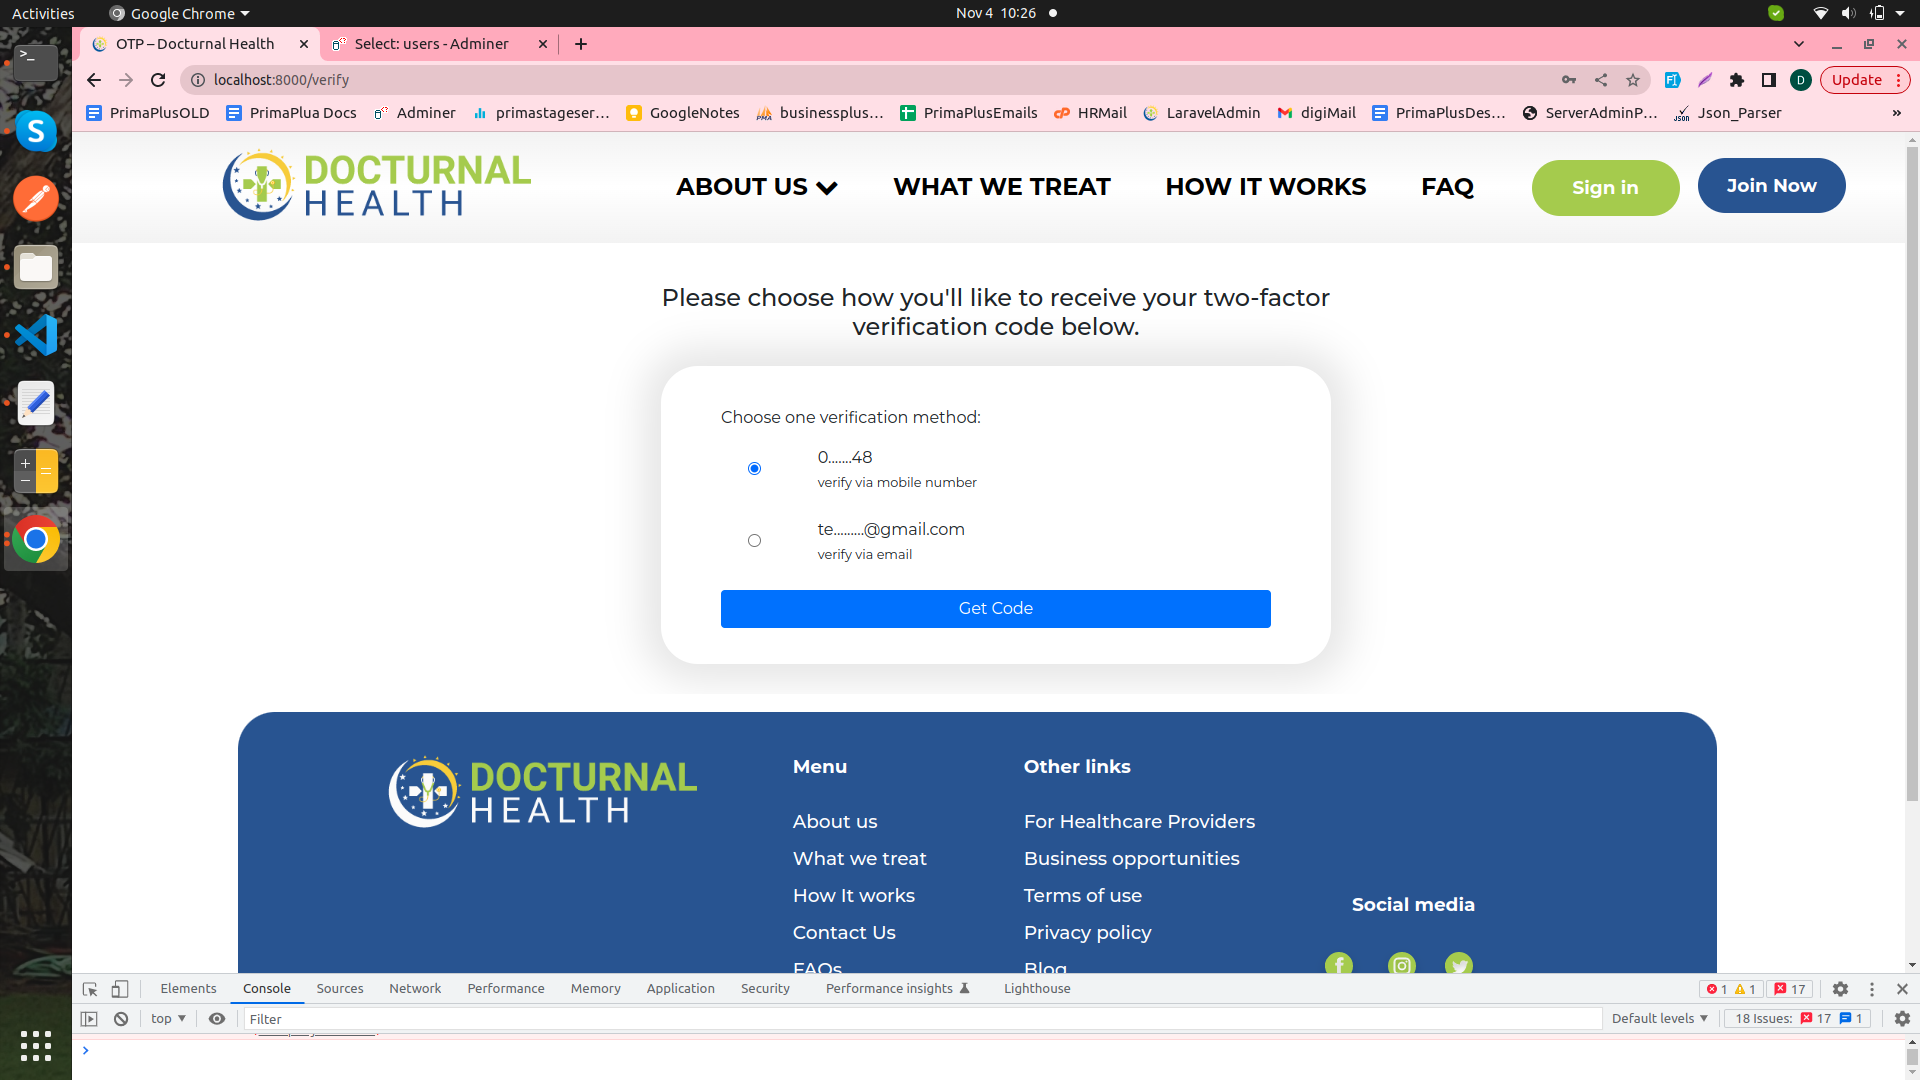 Activities
Google Chrome
Nov 4 10:26
OTP – Docturnal Health
Select: users - Adminer
localhost:8000/verify
D
Update
PrimaPlusOLD
PrimaPlua Docs
Adminer
primastageser...
GoogleNotes
businessplus...
PrimaPlusEmails
HRMail
LaravelAdmin
digiMail
PrimaPlusDes...
ServerAdminP...
Json_Parser
»
DOCTURNAL
HEALTH
ABOUT US
WHAT WE TREAT
HOW IT WORKS
FAQ
Sign in
Join Now
Please choose how you'll like to receive your two-factor
verification code below.
Choose one verification method:
0.......48
verify via mobile number
te.........@gmail.com
verify via email
Get Code
DOCTURNAL
HEALTH
Menu
About us
What we treat
How It works
Contact Us
FAQs
Other links
For Healthcare Providers
Business opportunities
Terms of use
Privacy policy
Blog
Social media
Elements
Console
Sources
Network
Performance
Memory
Application
Security
Performance insights
Lighthouse
1
1
17
top
Filter
Default levels
18 Issues:
17
1